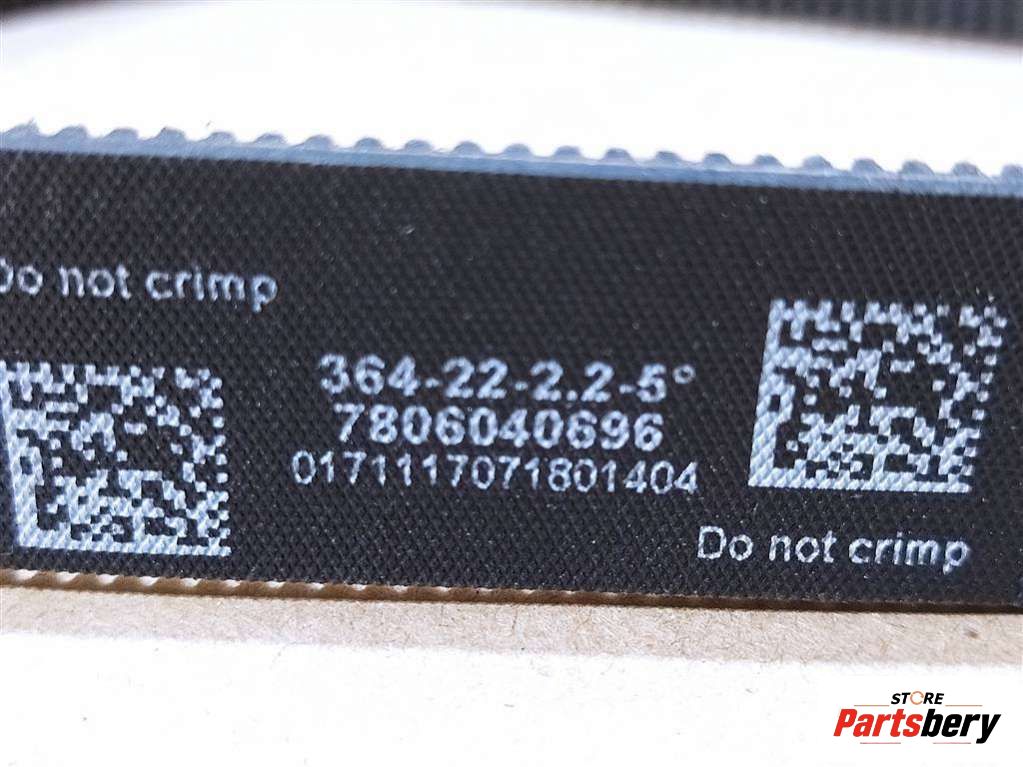 Do not crimp
364-22-2.2-5°
7806040696
0171117071801404
Do not crimp
STORE
Partsbery